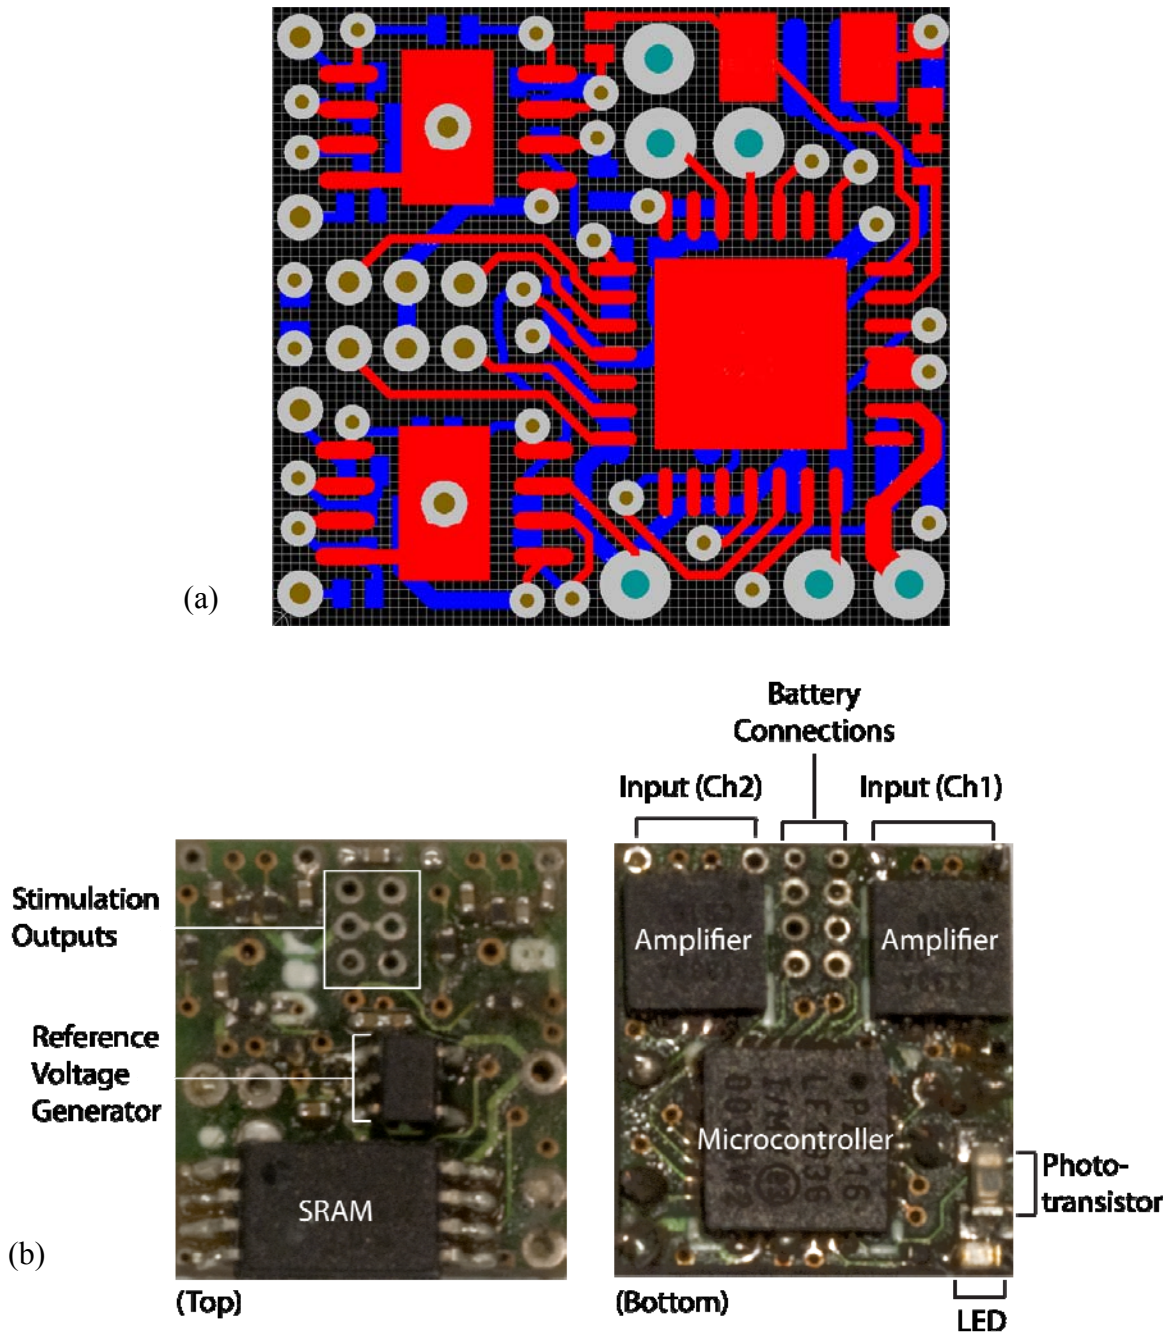 (a)
Battery
Connections
Input (Ch2)
Input (Ch1)
Stimulation
Outputs
Amplifier
Amplifier
Reference
Voltage
Generator
Microcontroller
Photo-
transistor
SRAM
(b)
(Top)
(Bottom)
LED